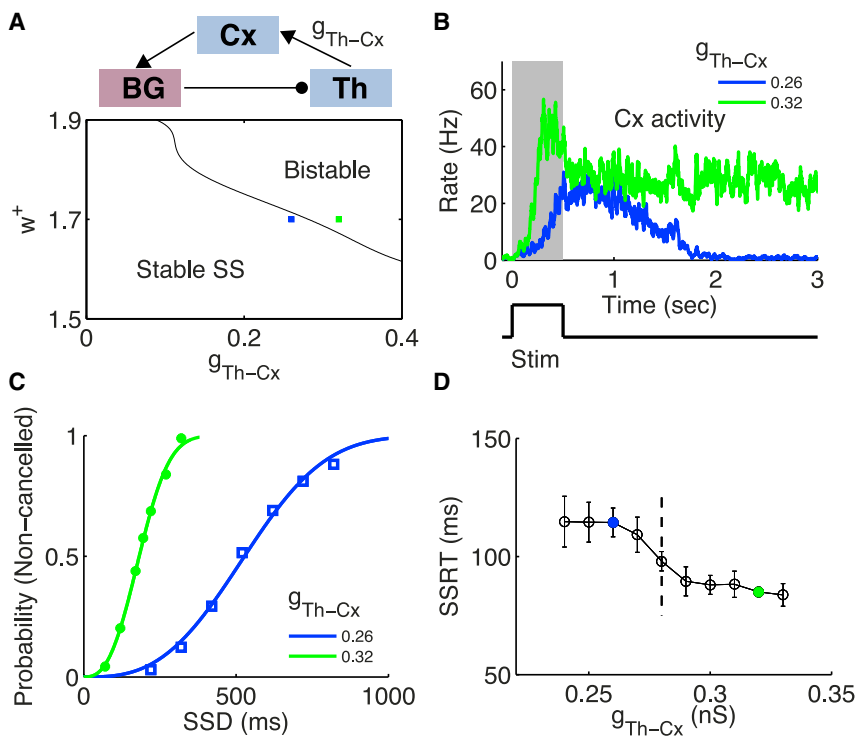 A
Cx
g_Th−Cx
BG
Th
1.9
1.7
1.5
w+
Bistable
Stable SS
0
0.2
0.4
g_Th−Cx
B
g_Th−Cx
0.26
0.32
Cx activity
60
40
20
0
Rate (Hz)
0
1
2
3
Time (sec)
Stim
C
1
0.5
0
Probability (Non−cancelled)
g_Th−Cx
0.26
0.32
0
500
1000
SSD (ms)
D
150
100
50
SSRT (ms)
0.25
0.3
0.35
g_Th−Cx (nS)